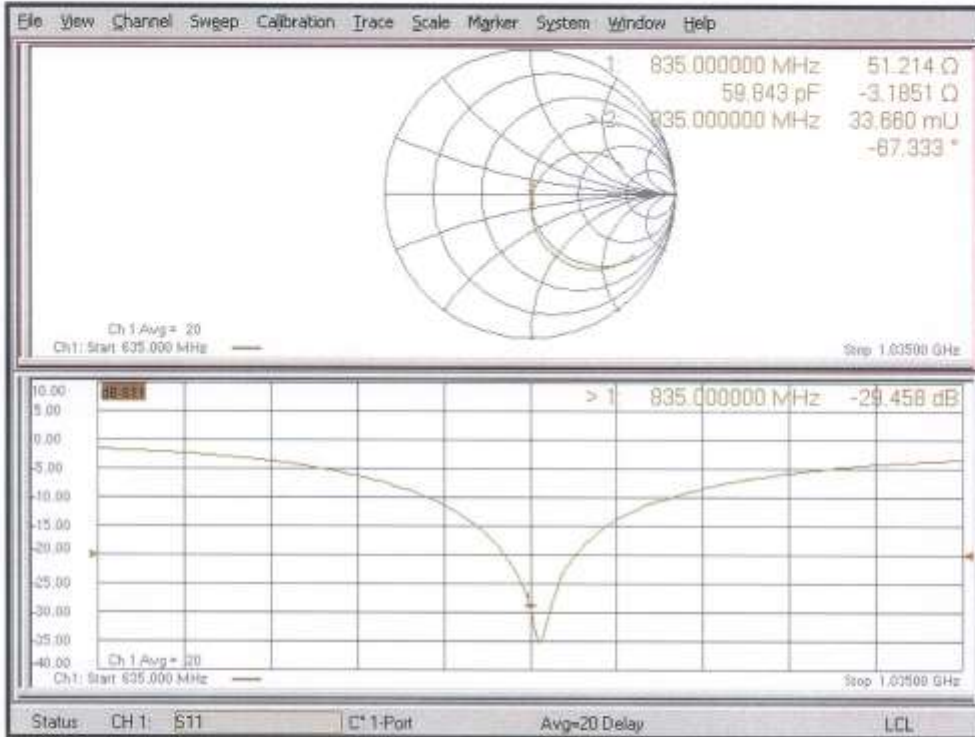 File View Channel Sweep Calibration Trace Scale Marker System Window Help
1: 835.000000 MHz 51.214 Ω
59.843 pF -3.1851 Ω
> 2: 835.000000 MHz 33.660 mU
-67.333 °
Ch 1 Avg = 20
Ch1: Start 635.000 MHz
Stop 1.03500 GHz
10.00
dB-S11
> 1: 835.000000 MHz -29.458 dB
5.00
0.00
-5.00
-10.00
-15.00
-20.00
-25.00
1
-30.00
-35.00
-40.00
Ch 1 Avg = 20
Ch1: Start 635.000 MHz
Stop 1.03500 GHz
Status CH 1: S11 C* 1-Port Avg=20 Delay LCL